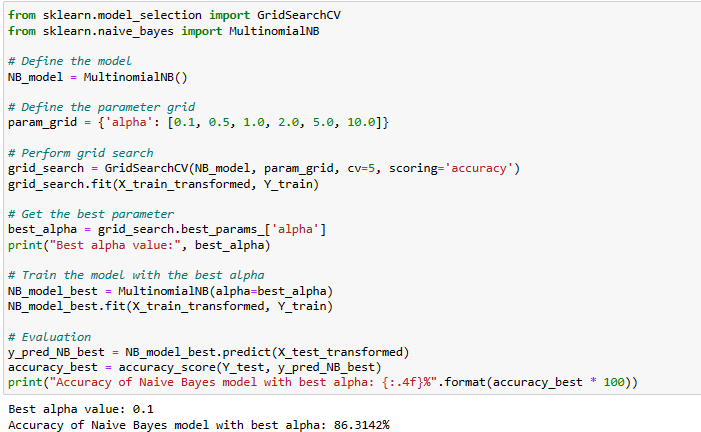 from sklearn.model_selection import GridSearchCV
from sklearn.naive_bayes import MultinomialNB
# Define the model
NB_model = MultinomialNB()
# Define the parameter grid
param_grid = {'alpha': [0.1, 0.5, 1.0, 2.0, 5.0, 10.0]}
# Perform grid search
grid_search = GridSearchCV(NB_model, param_grid, cv=5, scoring='accuracy')
grid_search.fit(X_train_transformed, Y_train)
# Get the best parameter
best_alpha = grid_search.best_params_['alpha']
print("Best alpha value:", best_alpha)
# Train the model with the best alpha
NB_model_best = MultinomialNB(alpha=best_alpha)
NB_model_best.fit(X_train_transformed, Y_train)
# Evaluation
y_pred_NB_best = NB_model_best.predict(X_test_transformed)
accuracy_best = accuracy_score(Y_test, y_pred_NB_best)
print("Accuracy of Naive Bayes model with best alpha: {:.4f}%".format(accuracy_best * 100))
Best alpha value: 0.1
Accuracy of Naive Bayes model with best alpha: 86.3142%